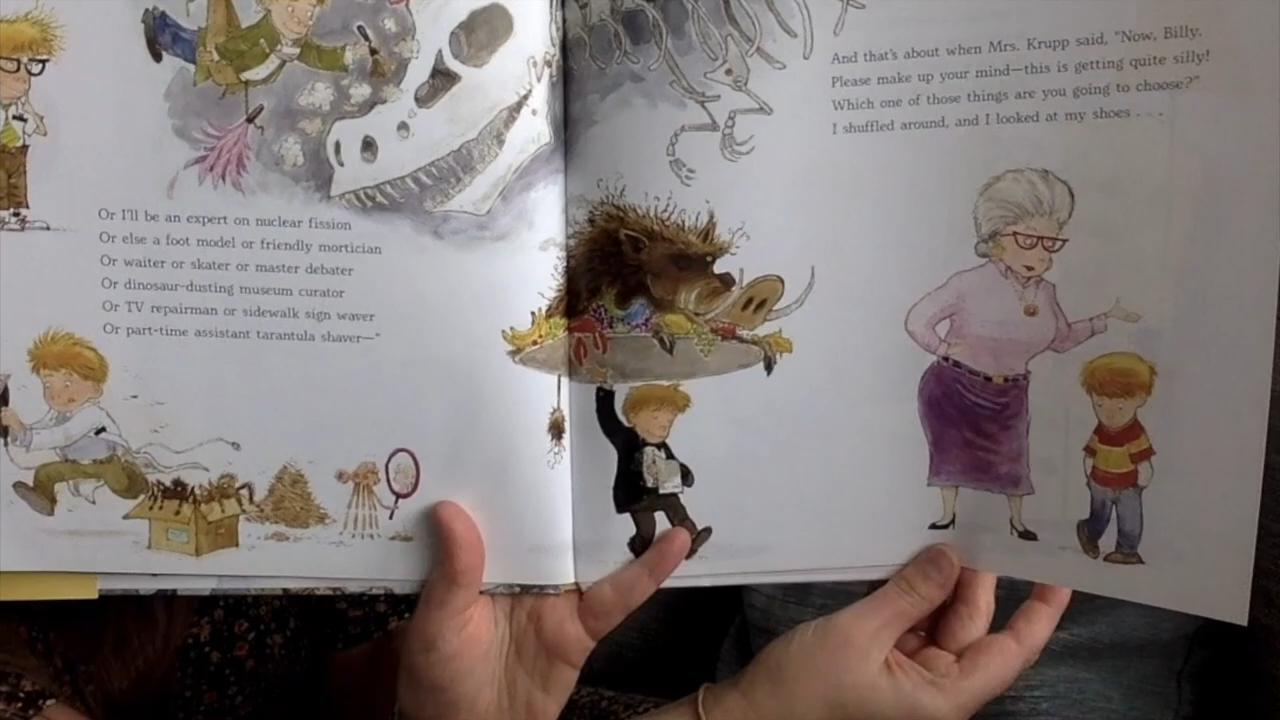 Or I'll be an expert on nuclear fission
Or else a foot model or friendly mortician
Or waiter or skater or master debater
Or dinosaur-dusting museum curator
Or TV repairman or sidewalk sign waver
Or part-time assistant tarantula shaver—"
And that's about when Mrs. Krupp said, "Now, Billy,
Please make up your mind—this is getting quite silly!
Which one of those things are you going to choose?"
I shuffled around, and I looked at my shoes . . .